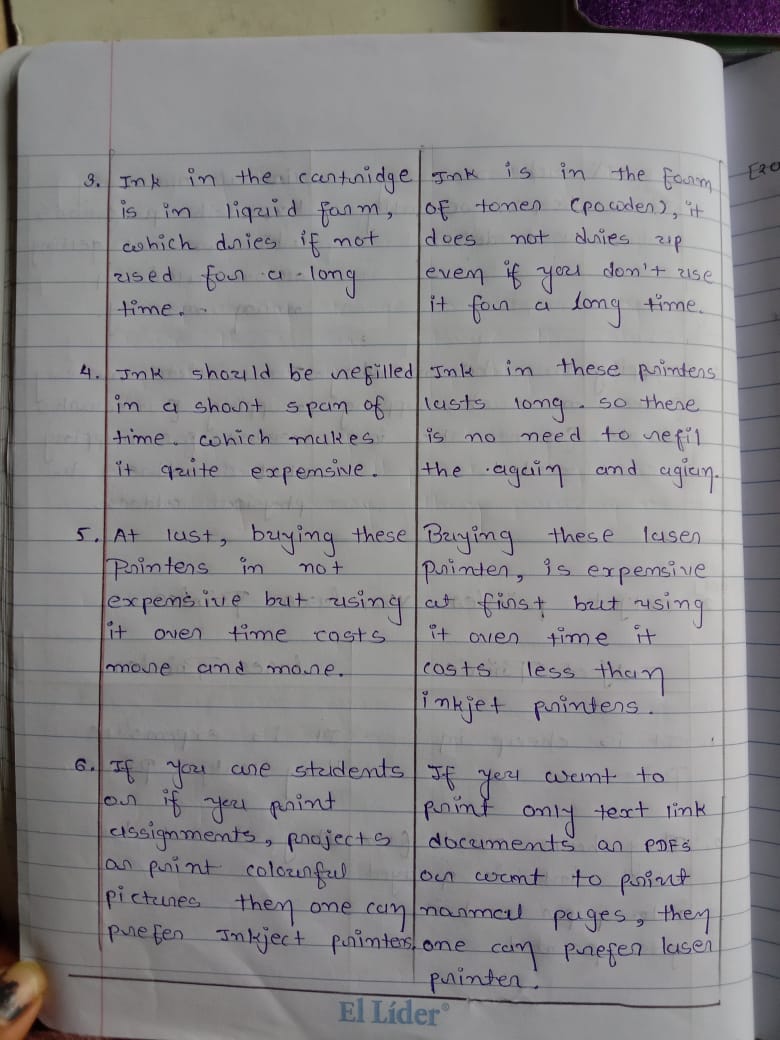 3. Ink in the cartridge
is in liquid form,
which dries if not
used for a long
time.
Ink is in the form
of toner (powder), it
does not dries up
even if you don't use
it for a long time.
4. Ink should be refilled
in a short span of
time. which makes
it quite expensive.
Ink in these printers
lasts long. so there
is no need to refil
the again and agian.
5. At last, buying these
Printers in not
expensive but using
it over time costs
more and more.
Buying these laser
printer, is expensive
at first but using
it over time it
costs less than
inkjet printers.
6. If you are students
or if you print
assignments, projects
or print colourful
pictures then one can
prefer Inkject printers.
If you want to
print only text link
documents or PDFs
or want to print
normal pages, then
one can prefer laser
printer.
El Líder®